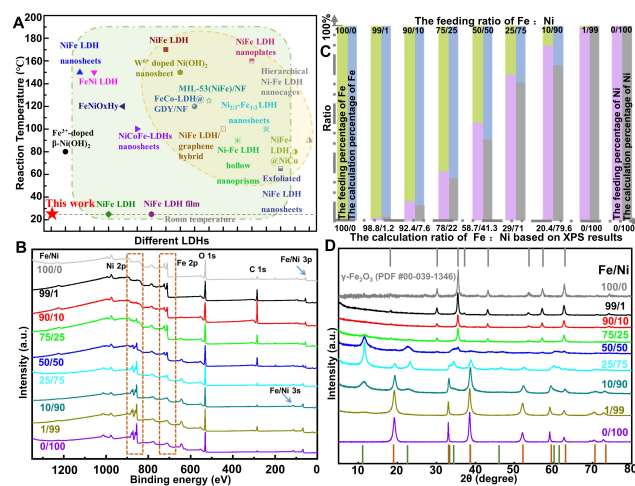 A
Reaction Temperature (°C)
200
180
160
140
120
100
80
60
40
20
NiFe LDH
nanosheets
FeNi LDH
FeNiOxHy
Fe³⁺-doped
β-Ni(OH)₂
NiFe LDH
W⁶⁺ doped Ni(OH)₂
nanosheet
NiFe LDH
nanoplates
MIL-53(NiFe)/NF
FeCo-LDH@
GDY/NF
Hierarchical
Ni-Fe LDH
nanocages
NiCoFe-LDHs
nanosheets
NiFe LDH/
graphene
hybrid
Ni-Fe LDH
hollow
nanoprisms
NiFe-
LDH
@NiCu
Exfoliated
NiFe LDH
nanosheets
This work
NiFe LDH
NiFe LDH film
Room temperature
Different LDHs
C
The feeding ratio of Fe : Ni
100/0 99/1 90/10 75/25 50/50 25/75 10/90 1/99 0/100
100%
Ratio
0
The feeding percentage of Fe
The calculation percentage of Fe
The feeding percentage of Ni
The calculation percentage of Ni
100/0 98.8/1.2 92.4/7.6 78/22 58.7/41.3 29/71 20.4/79.6 0/100 0/100
The calculation ratio of Fe : Ni based on XPS results
B
Intensity (a.u.)
Fe/Ni
Ni 2p
Fe 2p
O 1s
C 1s
Fe/Ni 3p
Fe/Ni 3s
100/0
99/1
90/10
75/25
50/50
25/75
10/90
1/99
0/100
1200 1000 800 600 400 200 0
Binding energy (eV)
D
Intensity (a.u.)
γ-Fe₂O₃ (PDF #00-039-1346)
Fe/Ni
100/0
99/1
90/10
75/25
50/50
25/75
10/90
1/99
0/100
10 20 30 40 50 60 70 80
2θ (degree)